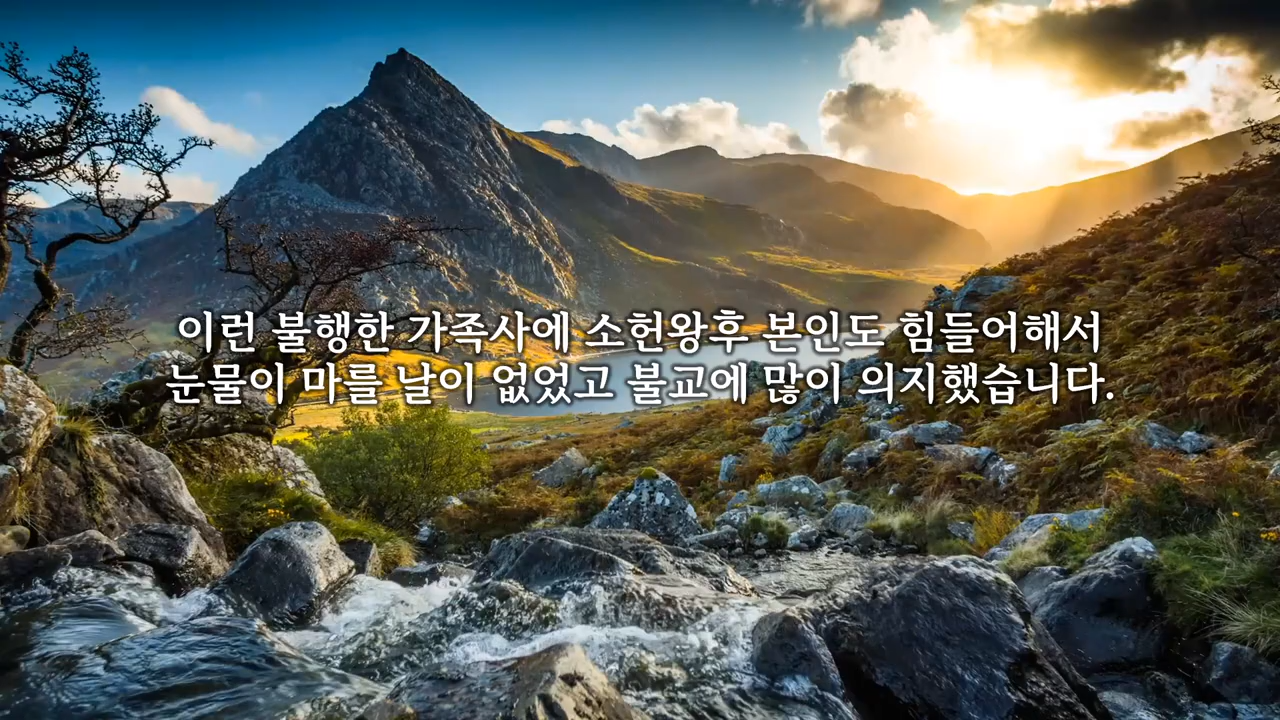 이런 불행한 가족사에 소헌왕후 본인도 힘들어해서
눈물이 마를 날이 없었고 불교에 많이 의지했습니다.